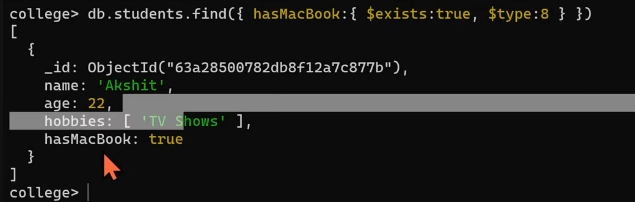 college> db.students.find({ hasMacBook:{ $exists:true, $type:8 } })
[
  {
    _id: ObjectId("63a28500782db8f12a7c877b"),
    name: 'Akshit',
    age: 22,
    hobbies: [ 'TV Shows' ],
    hasMacBook: true
  }
]
college>